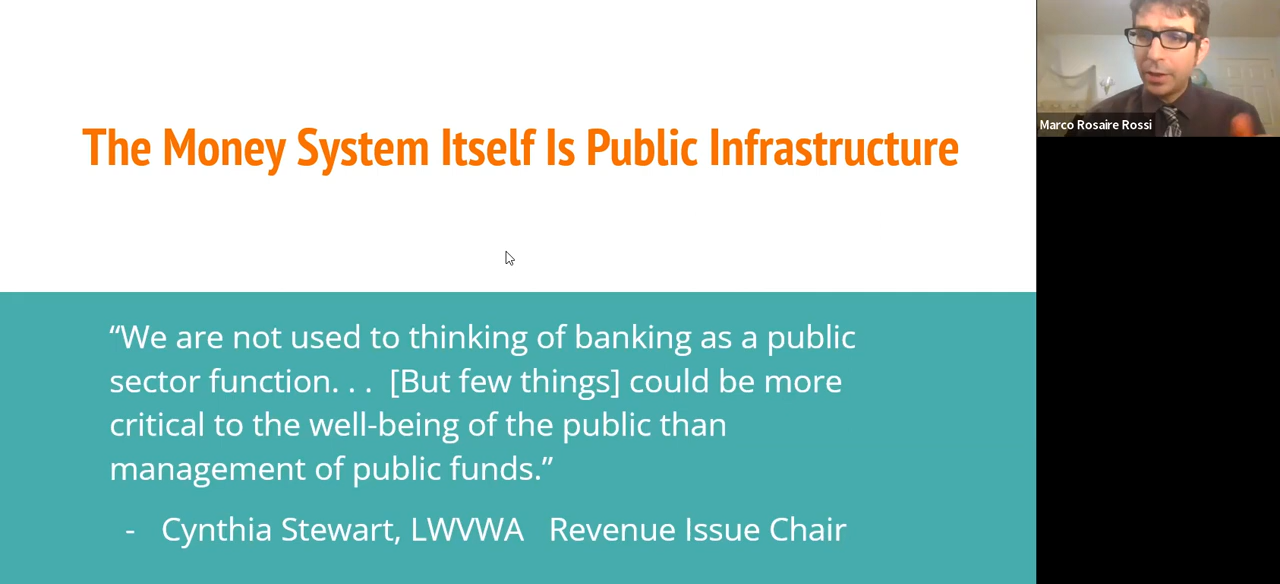 The Money System Itself Is Public Infrastructure
Marco Rosaire Rossi
“We are not used to thinking of banking as a public
sector function. . .  [But few things] could be more
critical to the well-being of the public than
management of public funds.”
- Cynthia Stewart, LWVWA   Revenue Issue Chair